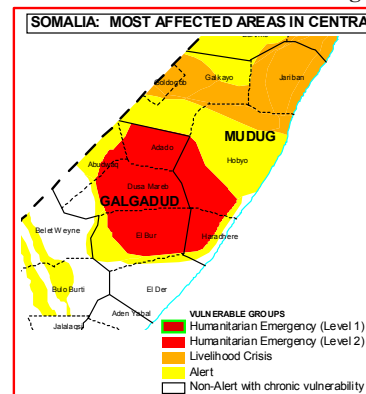 SOMALIA: MOST AFFECTED AREAS IN CENTRA
Goldogob
Galkayo
Jariban
MUDUG
Adado
Hobyo
Abudwaq
Dusa Mareb
GALGADUD
Belet Weyne
El Bur
Haradhere
Bulo Burti
El Der
Aden Yabal
Jalalaqsi
VULNERABLE GROUPS
Humanitarian Emergency (Level 1)
Humanitarian Emergency (Level 2)
Livelihood Crisis
Alert
Non-Alert with chronic vulnerability